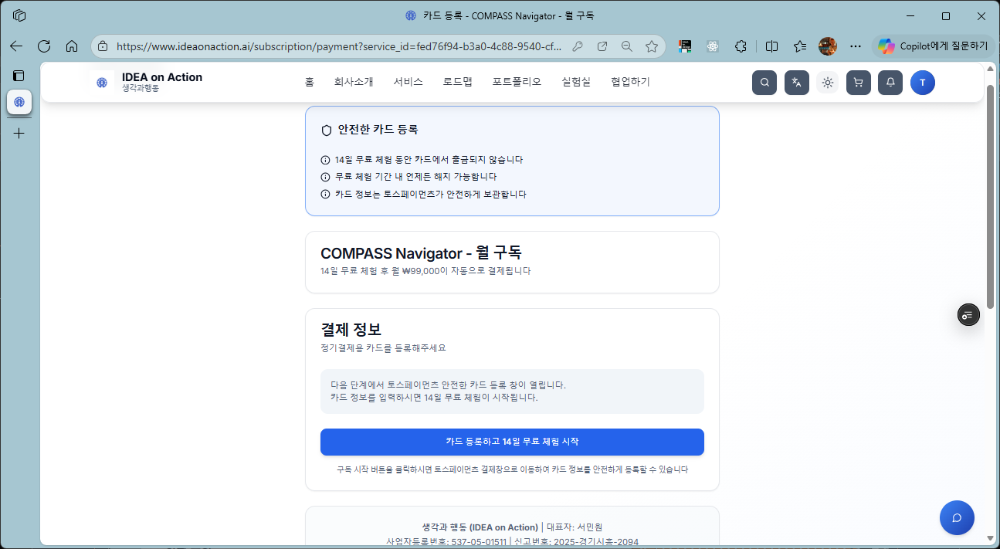 카드 등록 - COMPASS Navigator - 월 구독
https://www.ideaonaction.ai/subscription/payment?service_id=fed76f94-b3a0-4c88-9540-cf...
Copilot에게 질문하기
IDEA on Action
생각과행동
홈 회사소개 서비스 로드맵 포트폴리오 실험실 협업하기
T
안전한 카드 등록
14일 무료 체험 동안 카드에서 출금되지 않습니다
무료 체험 기간 내 언제든 해지 가능합니다
카드 정보는 토스페이먼츠가 안전하게 보관합니다
COMPASS Navigator - 월 구독
14일 무료 체험 후 월 ₩99,000이 자동으로 결제됩니다
결제 정보
정기결제용 카드를 등록해주세요
다음 단계에서 토스페이먼츠 안전한 카드 등록 창이 열립니다.
카드 정보를 입력하시면 14일 무료 체험이 시작됩니다.
카드 등록하고 14일 무료 체험 시작
구독 시작 버튼을 클릭하시면 토스페이먼츠 결제창으로 이동하여 카드 정보를 안전하게 등록할 수 있습니다
생각과 행동 (IDEA on Action) | 대표자: 서민원
사업자등록번호: 537-05-01511 | 신고번호: 2025-경기시흥-2094